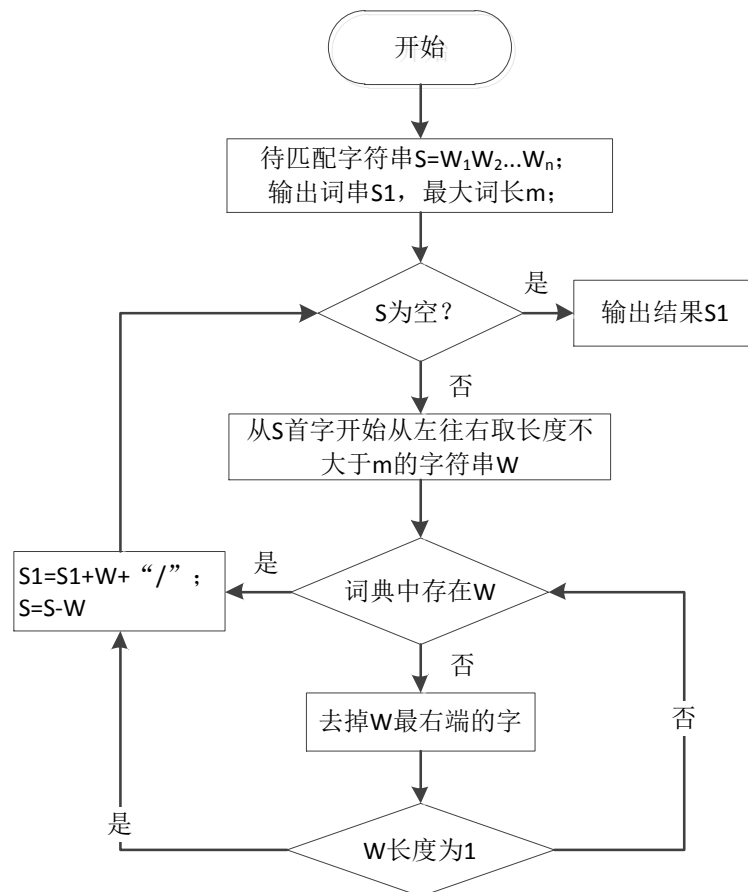 开始
待匹配字符串S=W₁W₂...Wₙ;
输出词串S1，最大词长m;
S为空？
是
输出结果S1
否
从S首字开始从左往右取长度不
大于m的字符串W
S1=S1+W+“/”;
S=S-W
是
词典中存在W
否
去掉W最右端的字
否
是
W长度为1